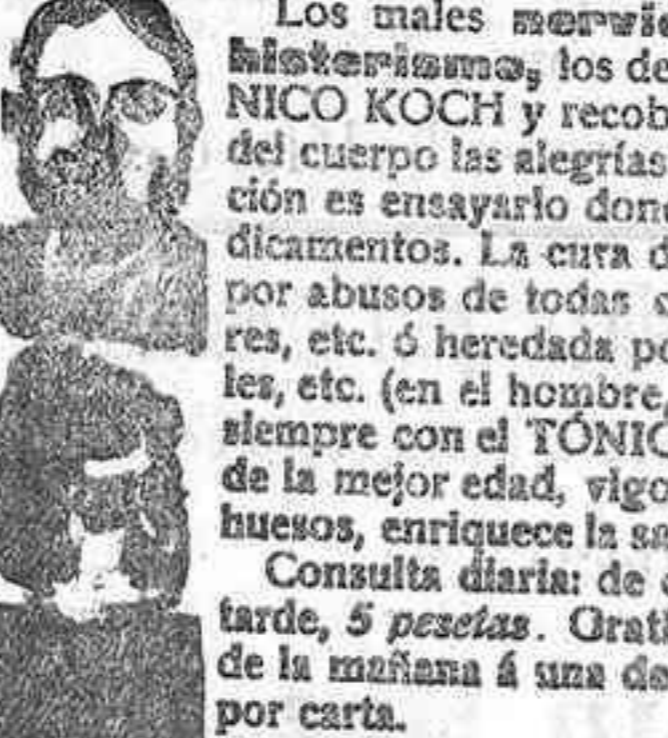 Los males nervio
histerismo, los de
NICO KOCH y recob
del cuerpo las alegrías
ción es ensayarlo don
dicamentos. La cura d
por abusos de todas
res, etc. ó heredada po
les, etc. (en el hombre,
siempre con el TÓNIC
de la mejor edad, vigo
huesos, enriquece la sa
Consulta diaria: de
tarde, 5 pesetas. Grati
de la mañana á una de
por carta.